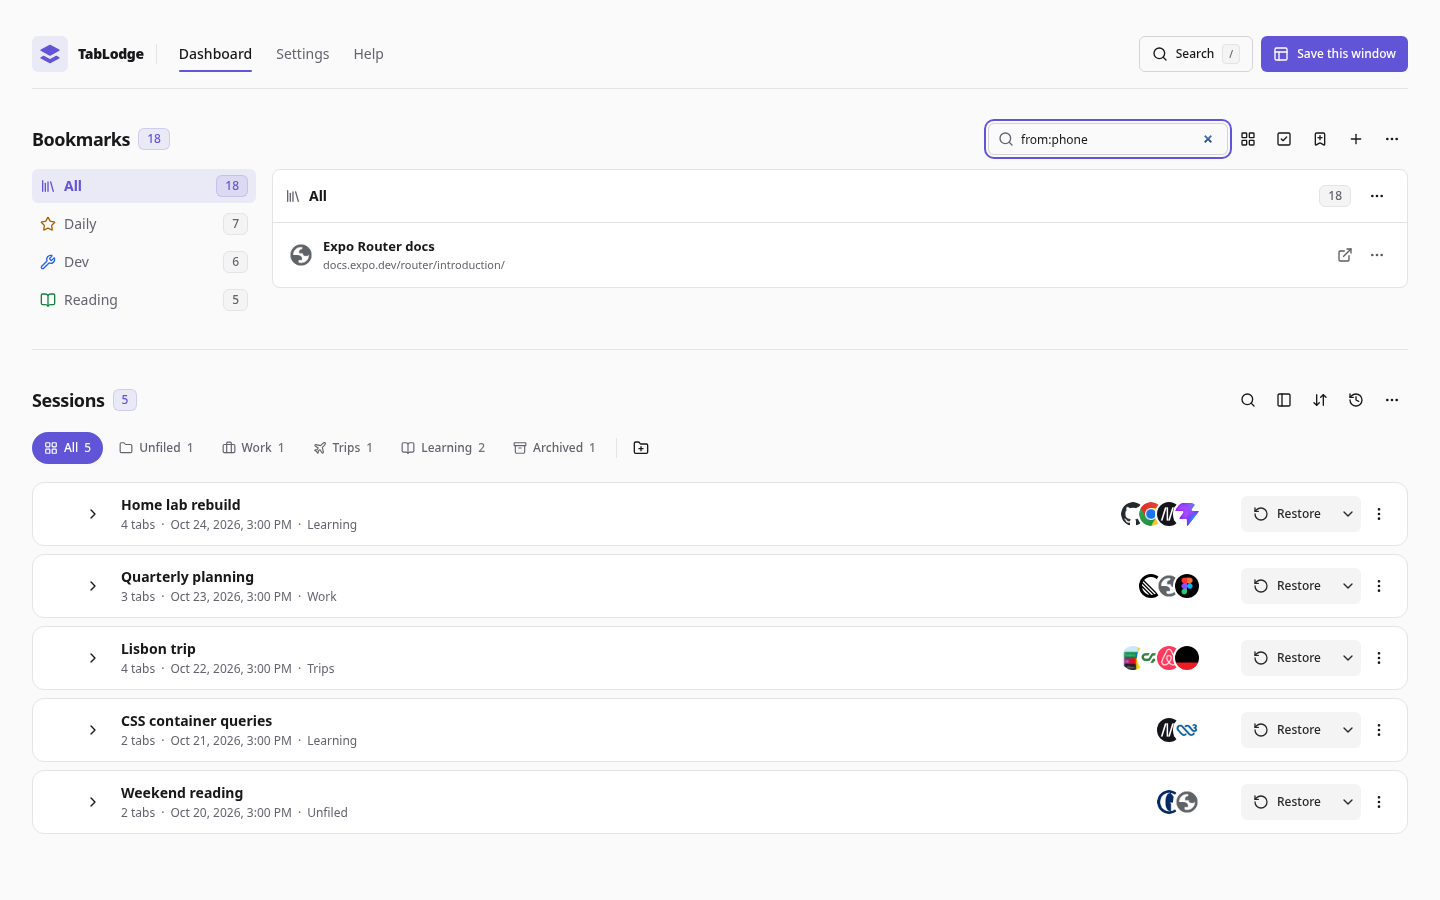 TabLodge
Dashboard
Settings
Help
Search /
Save this window
Bookmarks 18
from:phone
All 18
Daily 7
Dev 6
Reading 5
All 18
Expo Router docs
docs.expo.dev/router/introduction/
Sessions 5
All 5
Unfiled 1
Work 1
Trips 1
Learning 2
Archived 1
Home lab rebuild
4 tabs · Oct 24, 2026, 3:00 PM · Learning
Restore
Quarterly planning
3 tabs · Oct 23, 2026, 3:00 PM · Work
Restore
Lisbon trip
4 tabs · Oct 22, 2026, 3:00 PM · Trips
Restore
CSS container queries
2 tabs · Oct 21, 2026, 3:00 PM · Learning
Restore
Weekend reading
2 tabs · Oct 20, 2026, 3:00 PM · Unfiled
Restore